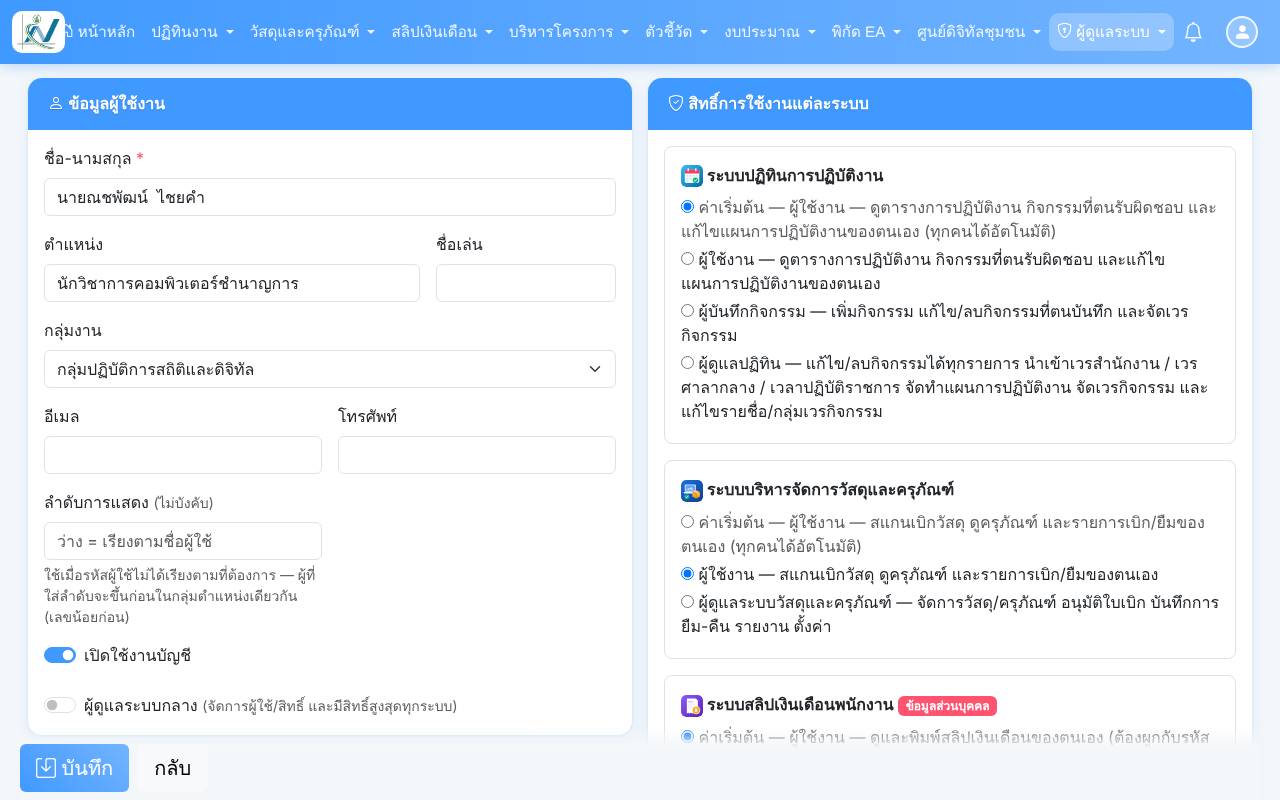 หน้าหลัก ปฏิทินงาน วัสดุและครุภัณฑ์ สลิปเงินเดือน บริหารโครงการ ตัวชี้วัด งบประมาณ พิกัด EA ศูนย์ดิจิทัลชุมชน ผู้ดูแลระบบ
ข้อมูลผู้ใช้งาน
ชื่อ-นามสกุล *
นายณชพัฒน์ ไชยคำ
ตำแหน่ง ชื่อเล่น
นักวิชาการคอมพิวเตอร์ชำนาญการ
กลุ่มงาน
กลุ่มปฏิบัติการสถิติและดิจิทัล
อีเมล โทรศัพท์
ลำดับการแสดง (ไม่บังคับ)
ว่าง = เรียงตามชื่อผู้ใช้
ใช้เมื่อรหัสผู้ใช้ไม่ได้เรียงตามที่ต้องการ — ผู้ที่
ใส่ลำดับจะขึ้นก่อนในกลุ่มตำแหน่งเดียวกัน
(เลขน้อยก่อน)
เปิดใช้งานบัญชี
ผู้ดูแลระบบกลาง (จัดการผู้ใช้/สิทธิ์ และมีสิทธิ์สูงสุดทุกระบบ)
สิทธิ์การใช้งานแต่ละระบบ
ระบบปฏิทินการปฏิบัติงาน
ค่าเริ่มต้น — ผู้ใช้งาน — ดูตารางการปฏิบัติงาน กิจกรรมที่ตนรับผิดชอบ และ
แก้ไขแผนการปฏิบัติงานของตนเอง (ทุกคนได้อัตโนมัติ)
ผู้ใช้งาน — ดูตารางการปฏิบัติงาน กิจกรรมที่ตนรับผิดชอบ และแก้ไข
แผนการปฏิบัติงานของตนเอง
ผู้บันทึกกิจกรรม — เพิ่มกิจกรรม แก้ไข/ลบกิจกรรมที่ตนบันทึก และจัดเวร
กิจกรรม
ผู้ดูแลปฏิทิน — แก้ไข/ลบกิจกรรมได้ทุกรายการ นำเข้าเวรสำนักงาน / เวร
ศาลากลาง / เวลาปฏิบัติราชการ จัดทำแผนการปฏิบัติงาน จัดเวรกิจกรรม และ
แก้ไขรายชื่อ/กลุ่มเวรกิจกรรม
ระบบบริหารจัดการวัสดุและครุภัณฑ์
ค่าเริ่มต้น — ผู้ใช้งาน — สแกนเบิกวัสดุ ดูครุภัณฑ์ และรายการเบิก/ยืมของ
ตนเอง (ทุกคนได้อัตโนมัติ)
ผู้ใช้งาน — สแกนเบิกวัสดุ ดูครุภัณฑ์ และรายการเบิก/ยืมของตนเอง
ผู้ดูแลระบบวัสดุและครุภัณฑ์ — จัดการวัสดุ/ครุภัณฑ์ อนุมัติใบเบิก บันทึกการ
ยืม-คืน รายงาน ตั้งค่า
ระบบสลิปเงินเดือนพนักงาน ข้อมูลส่วนบุคคล
ค่าเริ่มต้น — ผู้ใช้งาน — ดูและพิมพ์สลิปเงินเดือนของตนเอง (ต้องผูกกับรหัส
บันทึก กลับ